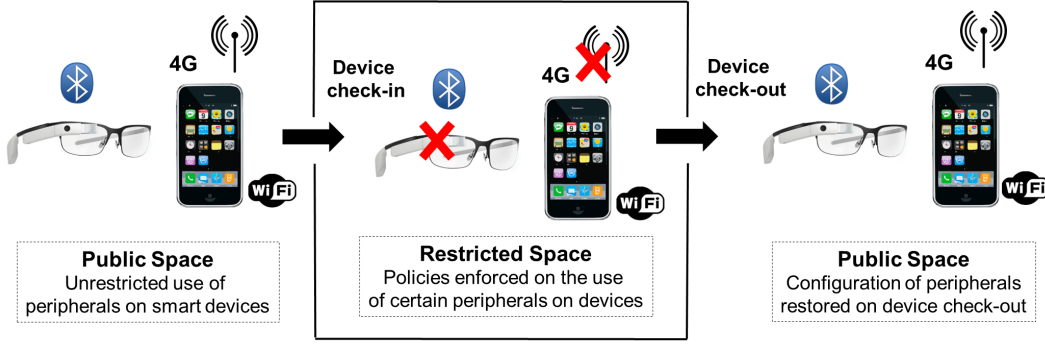 4G
WiFi
Public Space
Unrestricted use of
peripherals on smart devices
Device
check-in
4G
WiFi
Restricted Space
Policies enforced on the use
of certain peripherals on devices
Device
check-out
4G
WiFi
Public Space
Configuration of peripherals
restored on device check-out